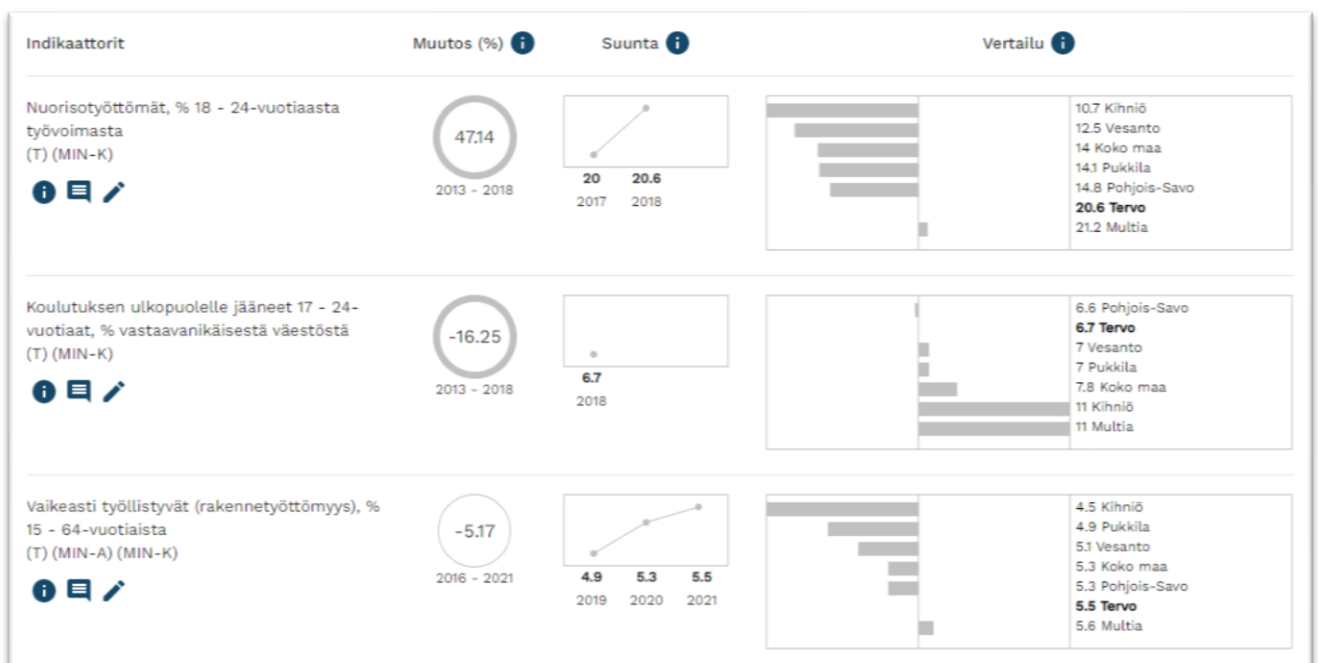 Indikaattorit Muutos (%) Suunta Vertailu
Nuorisotyöttömät, % 18 - 24-vuotiaasta
työvoimasta
(T) (MIN-K)
47.14
2013 - 2018
20 20.6
2017 2018
10.7 Kihniö
12.5 Vesanto
14 Koko maa
14.1 Pukkila
14.8 Pohjois-Savo
20.6 Tervo
21.2 Multia
Koulutuksen ulkopuolelle jääneet 17 - 24-
vuotiaat, % vastaavanikäisestä väestöstä
(T) (MIN-K)
-16.25
2013 - 2018
6.7
2018
6.6 Pohjois-Savo
6.7 Tervo
7 Vesanto
7 Pukkila
7.8 Koko maa
11 Kihniö
11 Multia
Vaikeasti työllistyvät (rakennetyöttömyys), %
15 - 64-vuotiaista
(T) (MIN-A) (MIN-K)
-5.17
2016 - 2021
4.9 5.3 5.5
2019 2020 2021
4.5 Kihniö
4.9 Pukkila
5.1 Vesanto
5.3 Koko maa
5.3 Pohjois-Savo
5.5 Tervo
5.6 Multia